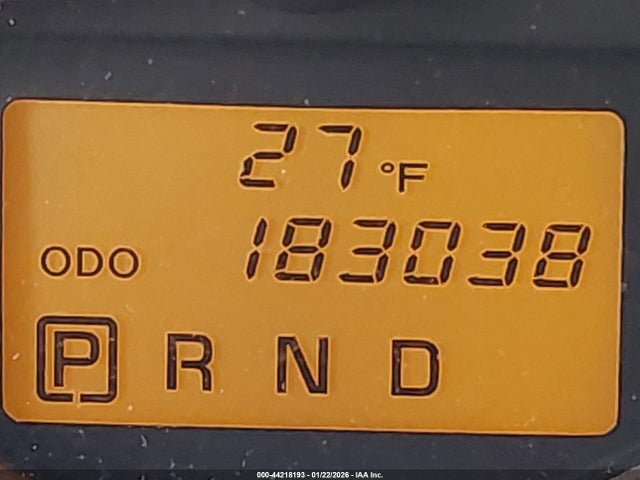 27 °F
ODO 183038
P R N D
000-44218193 - 01/22/2026 - IAA Inc.